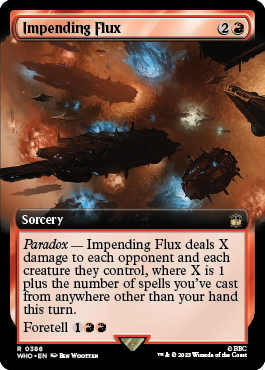 Impending Flux 2
Sorcery
Paradox — Impending Flux deals X
damage to each opponent and each
creature they control, where X is 1
plus the number of spells you've cast
from anywhere other than your hand
this turn.
Foretell 1
R 0386
WHO • EN Ben Wootten
© BBC
™ & © 2023 Wizards of the Coast